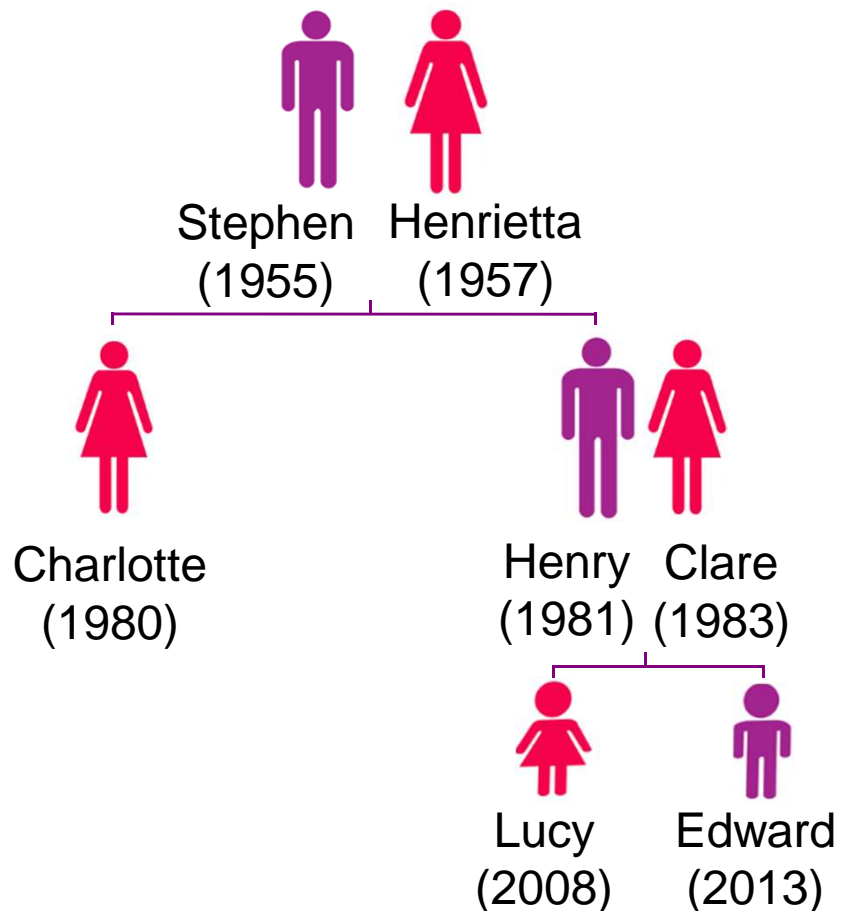 Stephen Henrietta
(1955) (1957)
Charlotte
(1980)
Henry Clare
(1981) (1983)
Lucy Edward
(2008) (2013)